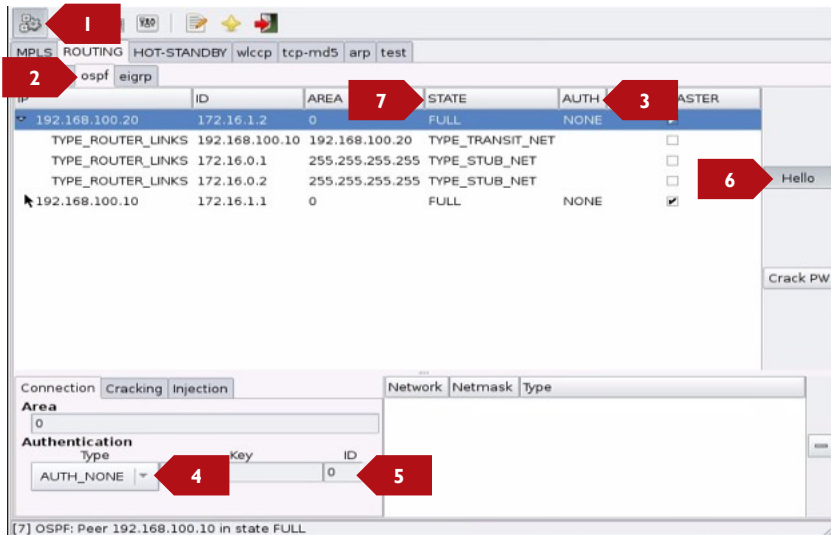 1 VRO
MPLS ROUTING HOT-STANDBY wlccp tcp-md5 arp test
2 ospf eigrp
ID AREA 7 STATE AUTH 3 ASTER
192.168.100.20 172.16.1.2 0 FULL NONE
TYPE_ROUTER_LINKS 192.168.100.10 192.168.100.20 TYPE_TRANSIT_NET
TYPE_ROUTER_LINKS 172.16.0.1 255.255.255.255 TYPE_STUB_NET
TYPE_ROUTER_LINKS 172.16.0.2 255.255.255.255 TYPE_STUB_NET
6 Hello
192.168.100.10 172.16.1.1 0 FULL NONE
Crack PW
Connection Cracking Injection
Network Netmask Type
Area
0
Authentication
Type Key ID
AUTH_NONE 4 0 5
[7] OSPF: Peer 192.168.100.10 in state FULL